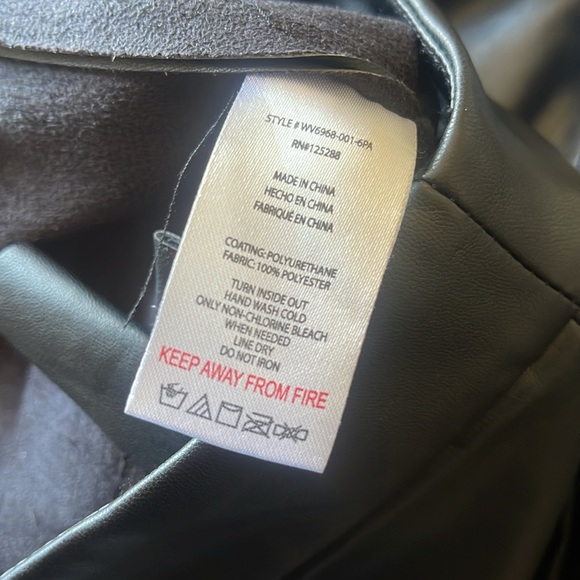 STYLE # WV6968-001-6PA
RN#125288
MADE IN CHINA
HECHO EN CHINA
FABRIQUÉ EN CHINA
COATING: POLYURETHANE
FABRIC: 100% POLYESTER
TURN INSIDE OUT
HAND WASH COLD
ONLY NON-CHLORINE BLEACH
WHEN NEEDED
LINE DRY
DO NOT IRON
KEEP AWAY FROM FIRE